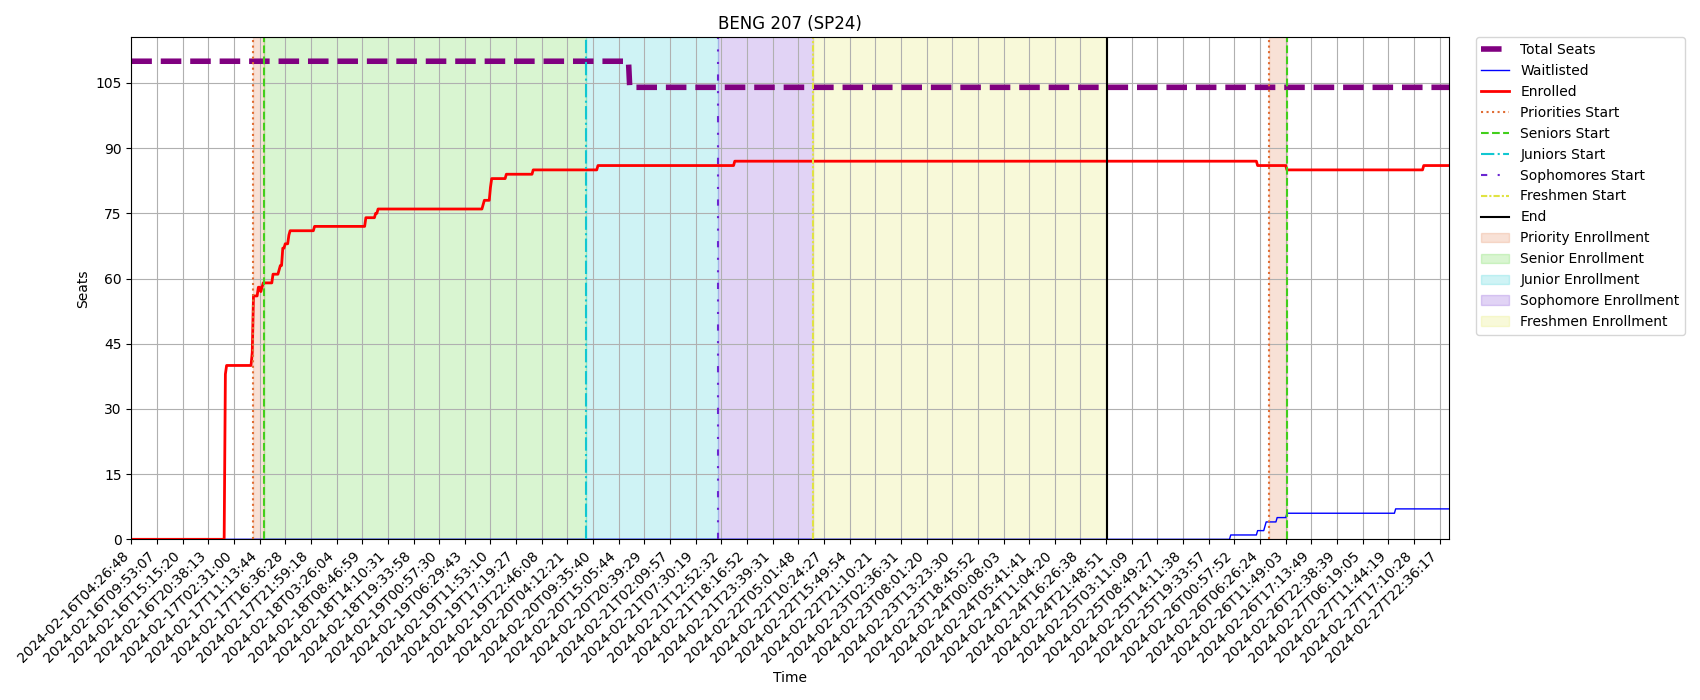 BENG 207 (SP24)
Total Seats
Waitlisted
Enrolled
Priorities Start
Seniors Start
Juniors Start
Sophomores Start
Freshmen Start
End
Priority Enrollment
Senior Enrollment
Junior Enrollment
Sophomore Enrollment
Freshmen Enrollment
Seats
105
90
75
60
45
30
15
0
2024-02-16T04:26:48
2024-02-16T09:53:07
2024-02-16T15:15:20
2024-02-16T20:38:13
2024-02-17T02:31:00
2024-02-17T11:13:44
2024-02-17T16:36:28
2024-02-17T21:59:18
2024-02-18T03:26:04
2024-02-18T08:46:59
2024-02-18T14:10:31
2024-02-18T19:33:58
2024-02-19T00:57:30
2024-02-19T06:29:43
2024-02-19T11:53:10
2024-02-19T17:19:27
2024-02-19T22:46:08
2024-02-20T04:12:21
2024-02-20T09:35:40
2024-02-20T15:05:44
2024-02-20T20:39:29
2024-02-21T02:09:57
2024-02-21T07:30:19
2024-02-21T12:52:32
2024-02-21T18:16:52
2024-02-21T23:39:31
2024-02-22T05:01:48
2024-02-22T10:24:27
2024-02-22T15:49:54
2024-02-22T21:10:21
2024-02-23T02:36:31
2024-02-23T08:01:20
2024-02-23T13:23:30
2024-02-23T18:45:52
2024-02-24T00:08:03
2024-02-24T05:41:41
2024-02-24T11:04:20
2024-02-24T16:26:38
2024-02-24T21:48:51
2024-02-25T03:11:09
2024-02-25T08:49:27
2024-02-25T14:11:38
2024-02-25T19:33:57
2024-02-26T00:57:52
2024-02-26T06:26:24
2024-02-26T11:49:03
2024-02-26T17:13:49
2024-02-26T22:38:39
2024-02-27T06:19:05
2024-02-27T11:44:19
2024-02-27T17:10:28
2024-02-27T22:36:17
Time